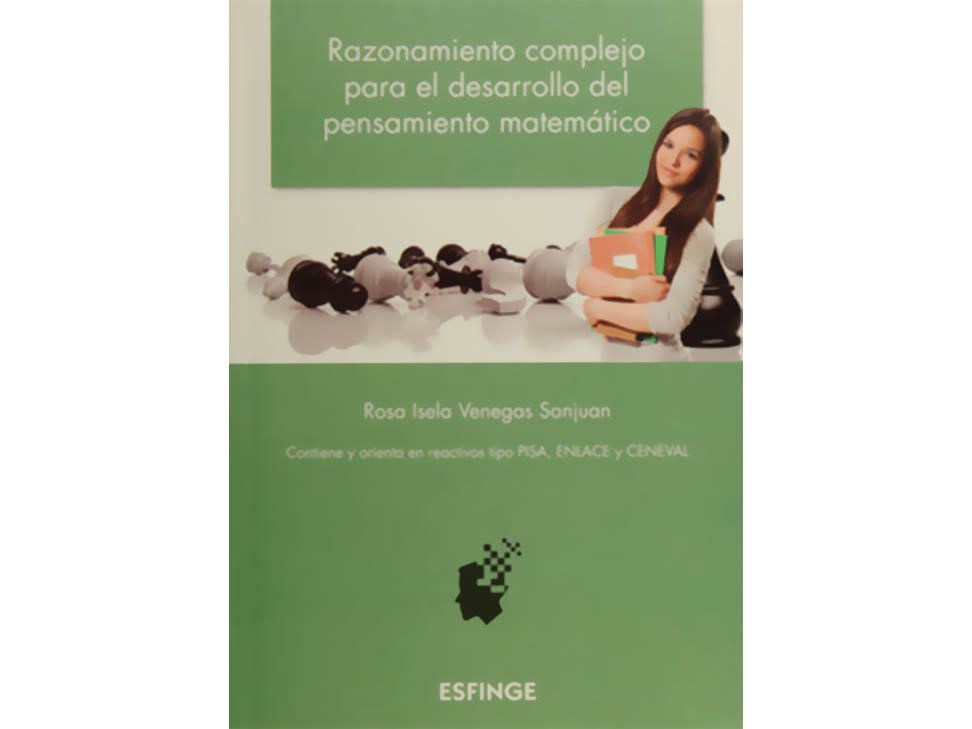 Razonamiento complejo
para el desarrollo del
pensamiento matemático
Rosa Isela Venegas Sanjuan
Contiene y orienta en reactivos tipo PISA, ENLACE y CENEVAL
ESFINGE